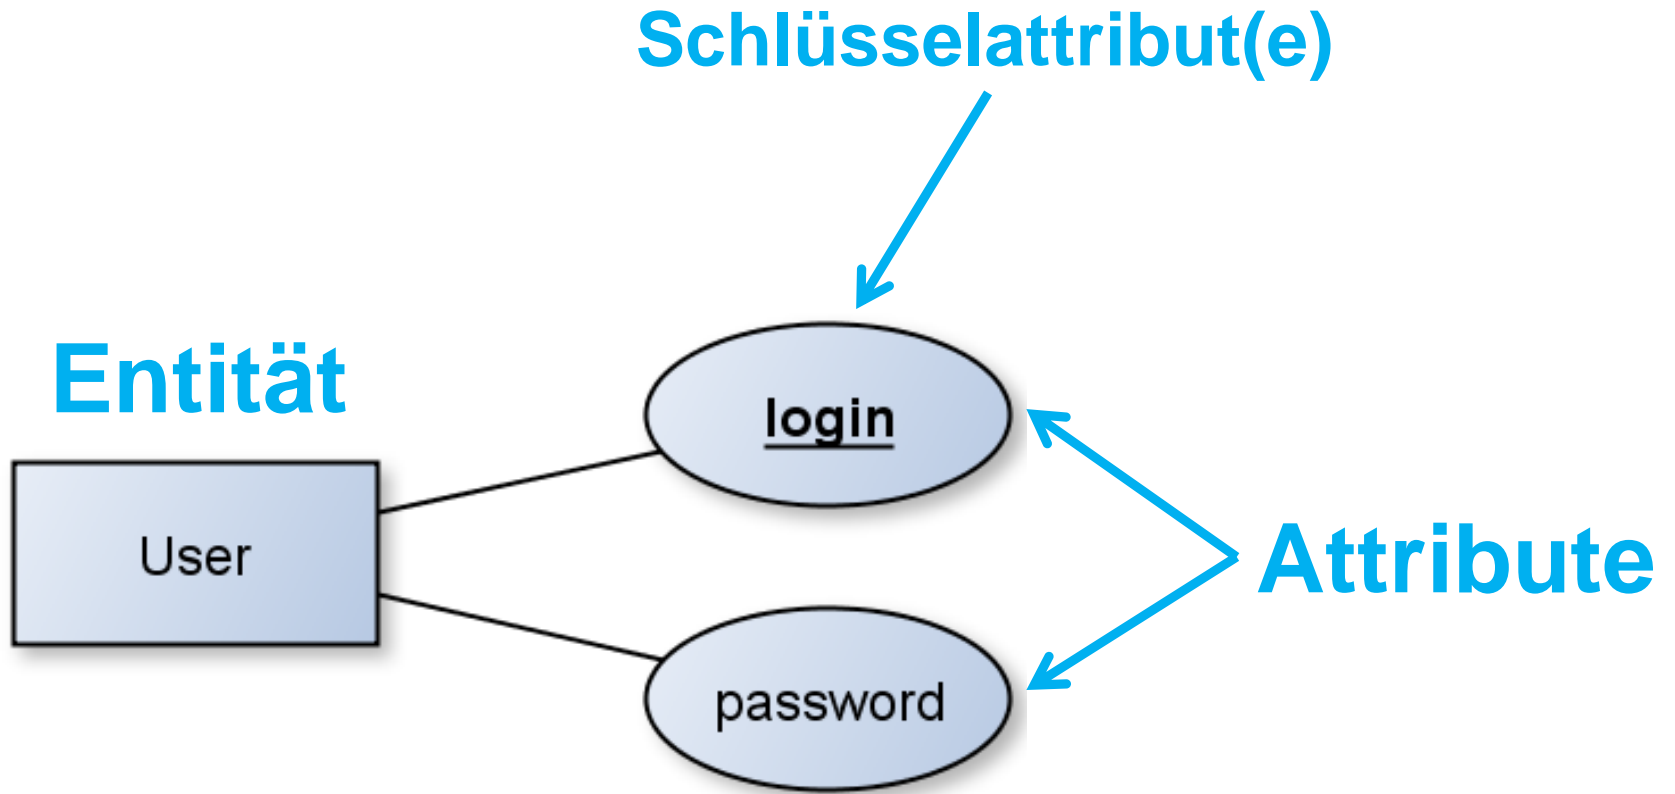 Schlüsselattribut(e)
Entität
login
User
Attribute
password